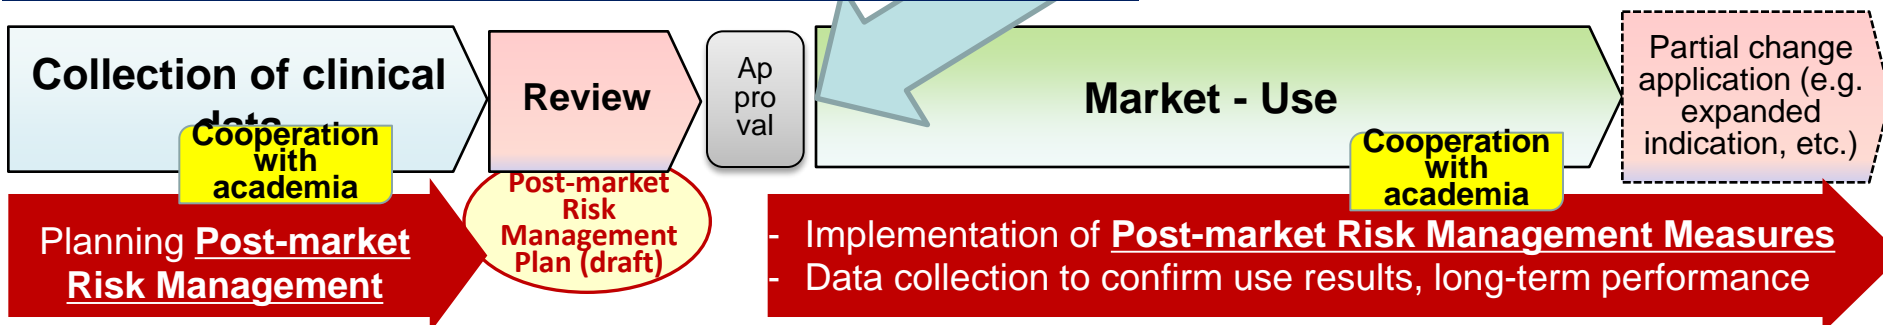 Collection of clinical
data
Cooperation
with
academia
Review
Ap
pro
val
Market - Use
Cooperation
with
academia
Partial change
application (e.g.
expanded
indication, etc.)
Planning Post-market
Risk Management
Post-market
Risk
Management
Plan (draft)
- Implementation of Post-market Risk Management Measures
- Data collection to confirm use results, long-term performance